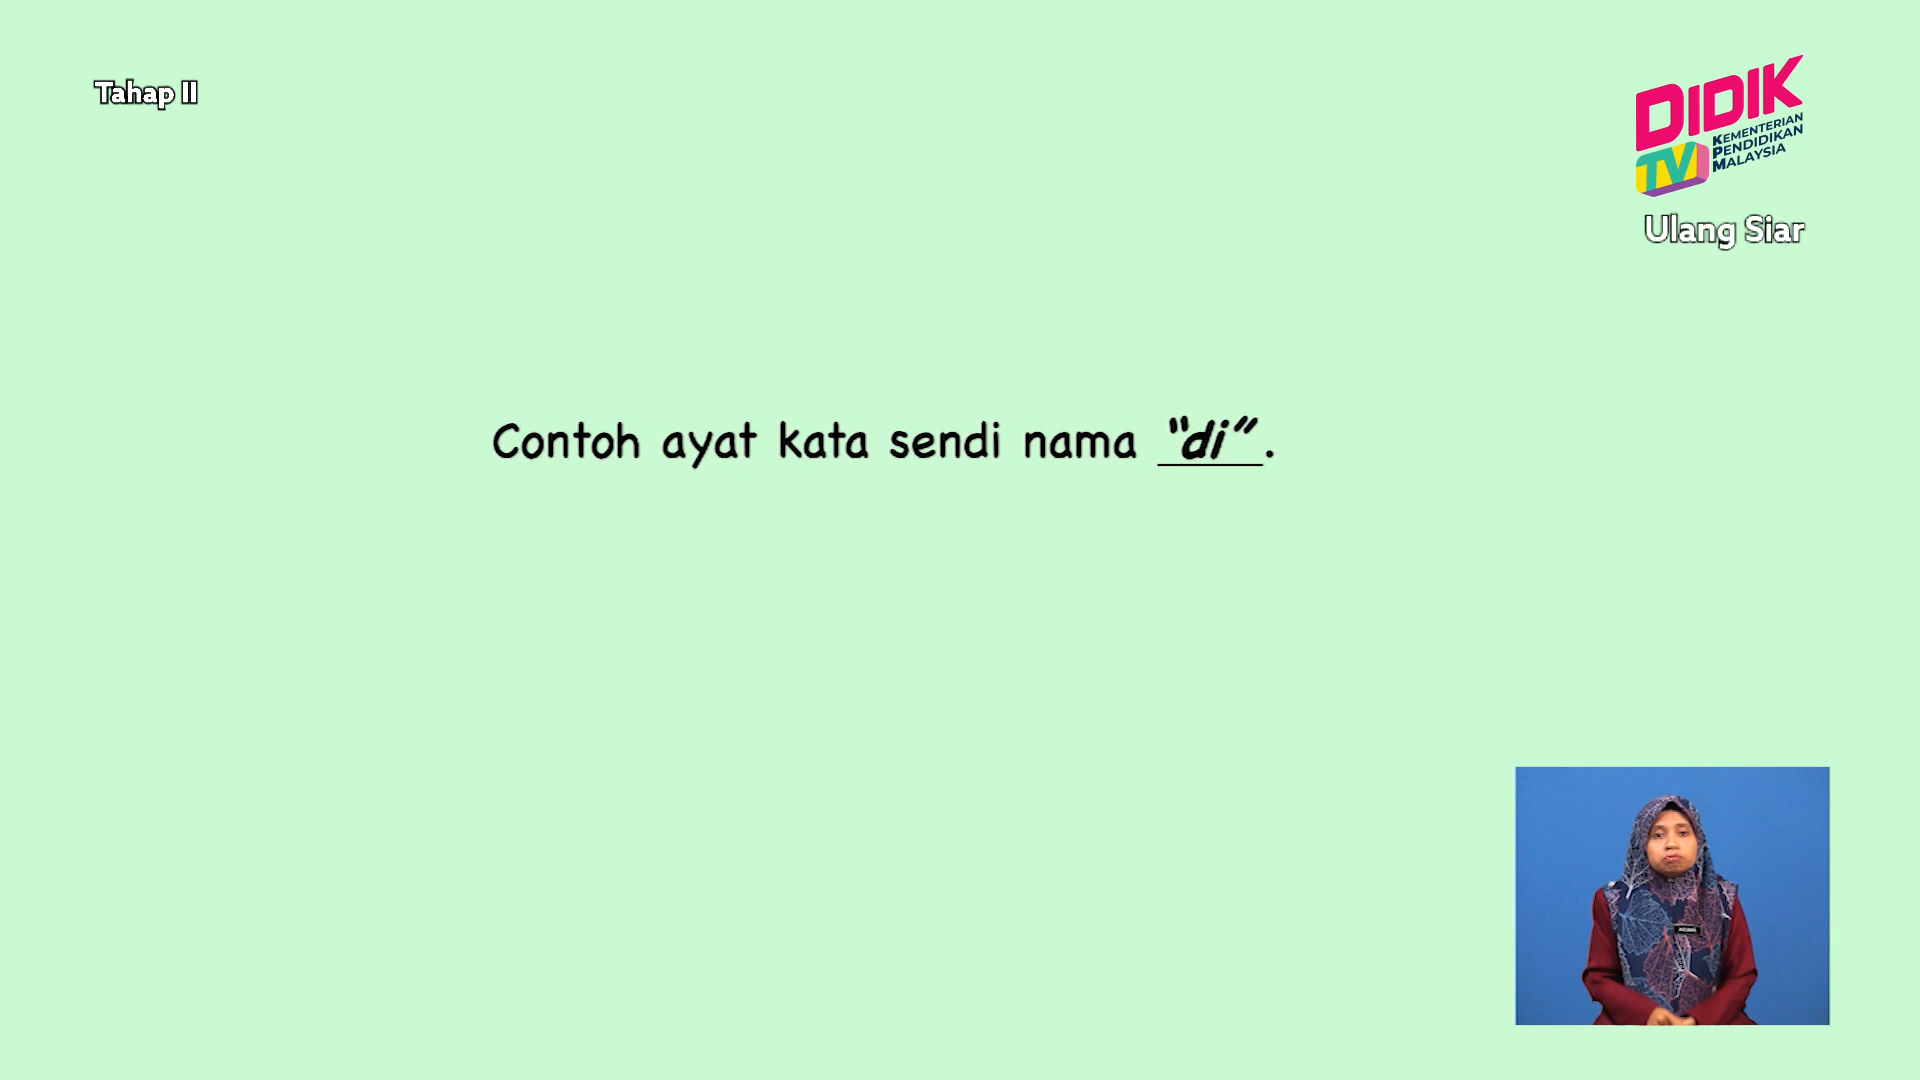 Tahap II
DIDIK
TV
KEMENTERIAN
PENDIDIKAN
MALAYSIA
Ulang Siar
Contoh ayat kata sendi nama "di".